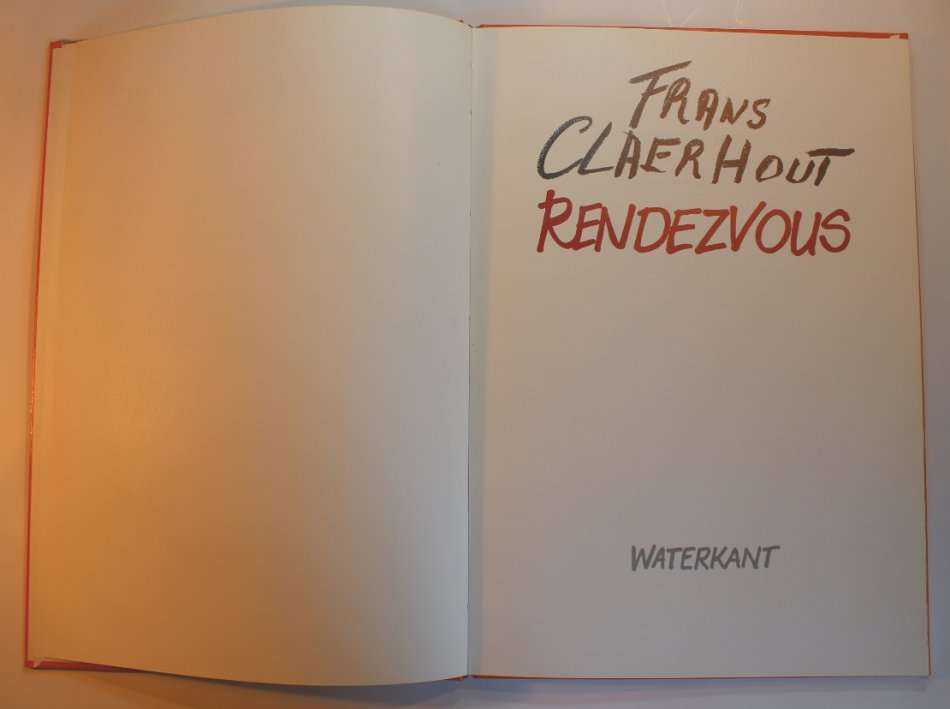 FRANS
CLAERHOUT
RENDEZVOUS
WATERKANT